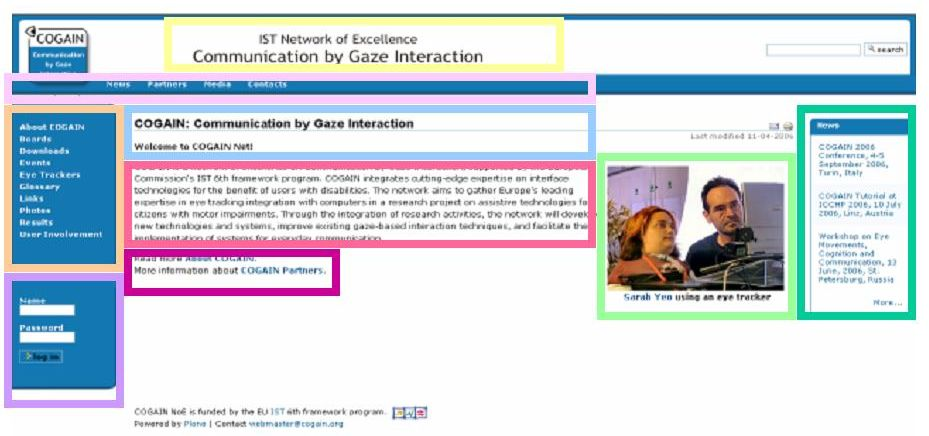 COGAIN
Communication
by Gaze
IST Network of Excellence
Communication by Gaze Interaction
search
News Partners Media Contacts
About COGAIN
Boards
Downloads
Events
Eye Trackers
Glossary
Links
Photos
Results
User Involvement
Name
Password
log in
COGAIN: Communication by Gaze Interaction
Last modified 11-04-2006
Welcome to COGAIN Net!
Commission's IST 6th framework program. COGAIN integrates cutting-edge expertise on interface
technologies for the benefit of users with disabilities. The network aims to gather Europe's leading
expertise in eye tracking integration with computers in a research project on assistive technologies fo
citizens with motor impairments. Through the integration of research activities, the network will develo
new technologies and systems, improve existing gaze-based interaction techniques, and facilitate the
implementation of systems for everyday communication.
Read more About COGAIN.
More information about COGAIN Partners.
Sarah Yeo using an eye tracker
News
COGAIN 2006
Conference, 4-5
September 2006,
Turin, Italy
COGAIN Tutorial at
ICCHP 2006, 10 July
2006, Linz, Austria
Workshop on Eye
Movements,
Cognition and
Communication, 13
June, 2006, St.
Petersburg, Russia
More...
COGAIN NoE is funded by the EU IST 6th framework program.
Powered by Plone | Contact webmaster@cogain.org